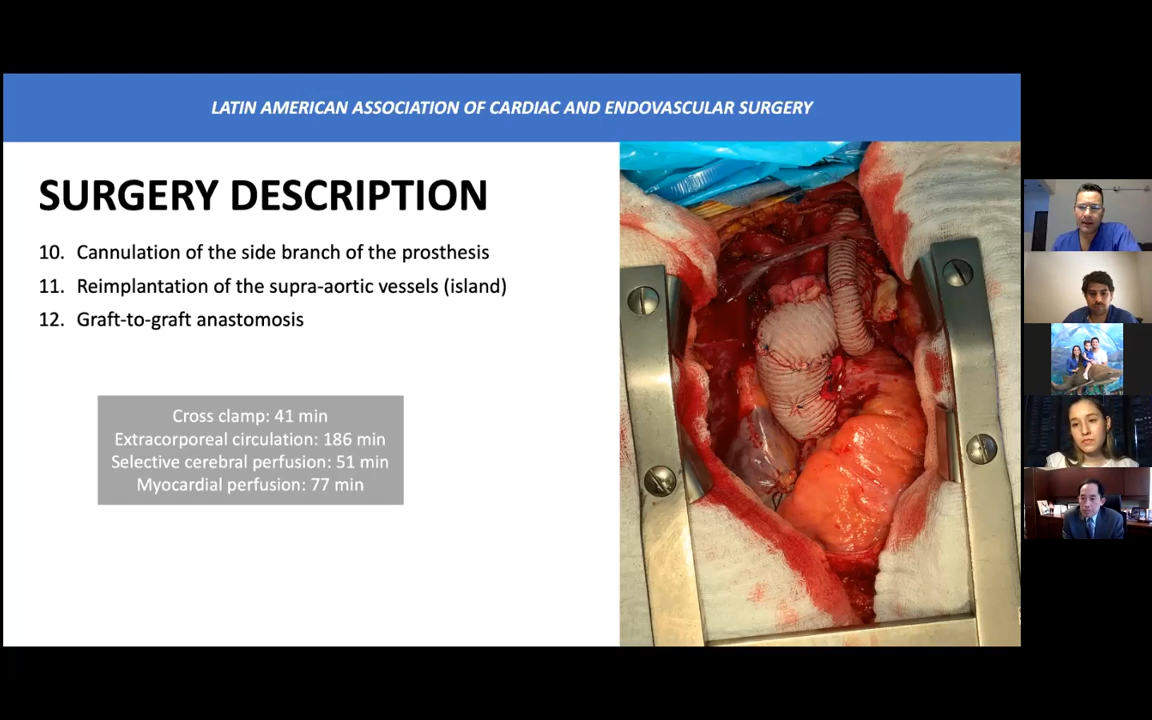 LATIN AMERICAN ASSOCIATION OF CARDIAC AND ENDOVASCULAR SURGERY
SURGERY DESCRIPTION
10. Cannulation of the side branch of the prosthesis
11. Reimplantation of the supra-aortic vessels (island)
12. Graft-to-graft anastomosis
Cross clamp: 41 min
Extracorporeal circulation: 186 min
Selective cerebral perfusion: 51 min
Myocardial perfusion: 77 min